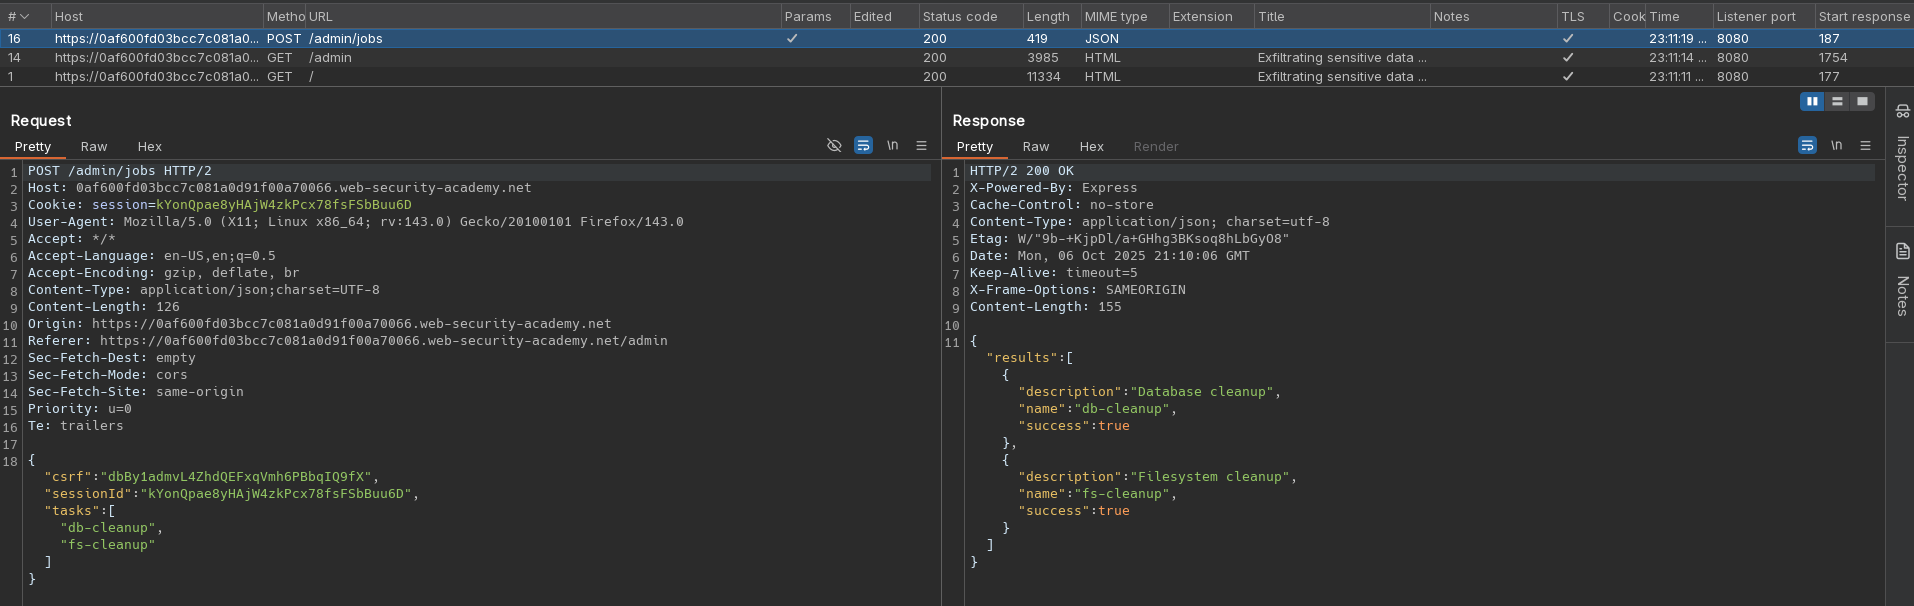 # Host Metho URL Params Edited Status code Length MIME type Extension Title Notes TLS Cook Time Listener port Start response
16 https://0af600fd03bcc7c081a0... POST /admin/jobs ✓ 200 419 JSON ✓ 23:11:19 ... 8080 187
14 https://0af600fd03bcc7c081a0... GET /admin 200 3985 HTML Exfiltrating sensitive data ... ✓ 23:11:14 ... 8080 1754
1 https://0af600fd03bcc7c081a0... GET / 200 11334 HTML Exfiltrating sensitive data ... ✓ 23:11:11 ... 8080 177
Request
Pretty Raw Hex \n
1 POST /admin/jobs HTTP/2
2 Host: 0af600fd03bcc7c081a0d91f00a70066.web-security-academy.net
3 Cookie: session=kYonQpae8yHAjW4zkPcx78fsFSbBuu6D
4 User-Agent: Mozilla/5.0 (X11; Linux x86_64; rv:143.0) Gecko/20100101 Firefox/143.0
5 Accept: */*
6 Accept-Language: en-US,en;q=0.5
7 Accept-Encoding: gzip, deflate, br
8 Content-Type: application/json;charset=UTF-8
9 Content-Length: 126
10 Origin: https://0af600fd03bcc7c081a0d91f00a70066.web-security-academy.net
11 Referer: https://0af600fd03bcc7c081a0d91f00a70066.web-security-academy.net/admin
12 Sec-Fetch-Dest: empty
13 Sec-Fetch-Mode: cors
14 Sec-Fetch-Site: same-origin
15 Priority: u=0
16 Te: trailers
17
18 {
"csrf":"dbBy1admvL4ZhdQEFxqVmh6PBbqIQ9fX",
"sessionId":"kYonQpae8yHAjW4zkPcx78fsFSbBuu6D",
"tasks":[
"db-cleanup",
"fs-cleanup"
]
}
Response
Pretty Raw Hex Render \n
1 HTTP/2 200 OK
2 X-Powered-By: Express
3 Cache-Control: no-store
4 Content-Type: application/json; charset=utf-8
5 Etag: W/"9b-+KjpDl/a+GHhg3BKsoq8hLbGyO8"
6 Date: Mon, 06 Oct 2025 21:10:06 GMT
7 Keep-Alive: timeout=5
8 X-Frame-Options: SAMEORIGIN
9 Content-Length: 155
10
11 {
"results":[
{
"description":"Database cleanup",
"name":"db-cleanup",
"success":true
},
{
"description":"Filesystem cleanup",
"name":"fs-cleanup",
"success":true
}
]
}
Inspector
Notes